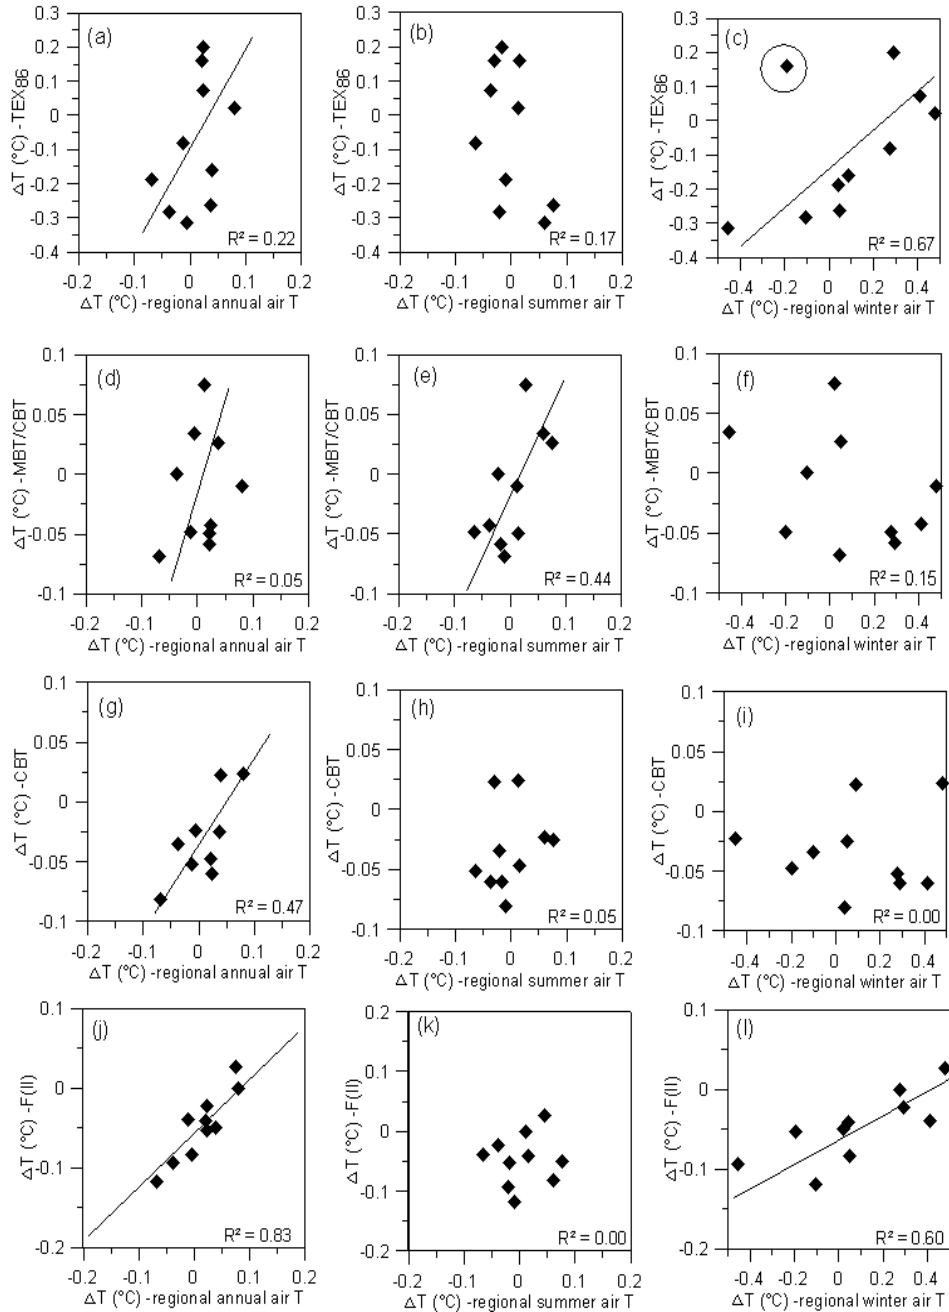 (a)
0.3
0.2
0.1
0
-0.1
-0.2
-0.3
-0.4
ΔT (°C) -TEX86
R² = 0.22
-0.2 -0.1 0 0.1 0.2
ΔT (°C) -regional annual air T
(b)
0.3
0.2
0.1
0
-0.1
-0.2
-0.3
-0.4
ΔT (°C) -TEX86
R² = 0.17
-0.2 -0.1 0 0.1 0.2
ΔT (°C) -regional summer air T
(c)
0.3
0.2
0.1
0
-0.1
-0.2
-0.3
-0.4
ΔT (°C) -TEX86
R² = 0.67
-0.4 -0.2 0 0.2 0.4
ΔT (°C) -regional winter air T
(d)
0.1
0.05
0
-0.05
-0.1
ΔT (°C) -MBT/CBT
R² = 0.05
-0.2 -0.1 0 0.1 0.2
ΔT (°C) -regional annual air T
(e)
0.1
0.05
0
-0.05
-0.1
ΔT (°C) -MBT/CBT
R² = 0.44
-0.2 -0.1 0 0.1 0.2
ΔT (°C) -regional summer air T
(f)
0.1
0.05
0
-0.05
-0.1
ΔT (°C) -MBT/CBT
R² = 0.15
-0.4 -0.2 0 0.2 0.4
ΔT (°C) -regional winter air T
(g)
0.1
0.05
0
-0.05
-0.1
ΔT (°C) -CBT
R² = 0.47
-0.2 -0.1 0 0.1 0.2
ΔT (°C) -regional annual air T
(h)
0.1
0.05
0
-0.05
-0.1
ΔT (°C) -CBT
R² = 0.05
-0.2 -0.1 0 0.1 0.2
ΔT (°C) -regional summer air T
(i)
0.1
0.05
0
-0.05
-0.1
ΔT (°C) -CBT
R² = 0.00
-0.4 -0.2 0 0.2 0.4
ΔT (°C) -regional winter air T
(j)
0.1
0
-0.1
-0.2
ΔT (°C) -F(II)
R² = 0.83
-0.2 -0.1 0 0.1 0.2
ΔT (°C) -regional annual air T
(k)
0.2
0.1
0
-0.1
-0.2
ΔT (°C) -F(II)
R² = 0.00
-0.2 -0.1 0 0.1 0.2
ΔT (°C) -regional summer air T
(l)
0.1
0
-0.1
-0.2
ΔT (°C) -F(II)
R² = 0.60
-0.4 -0.2 0 0.2 0.4
ΔT (°C) -regional winter air T